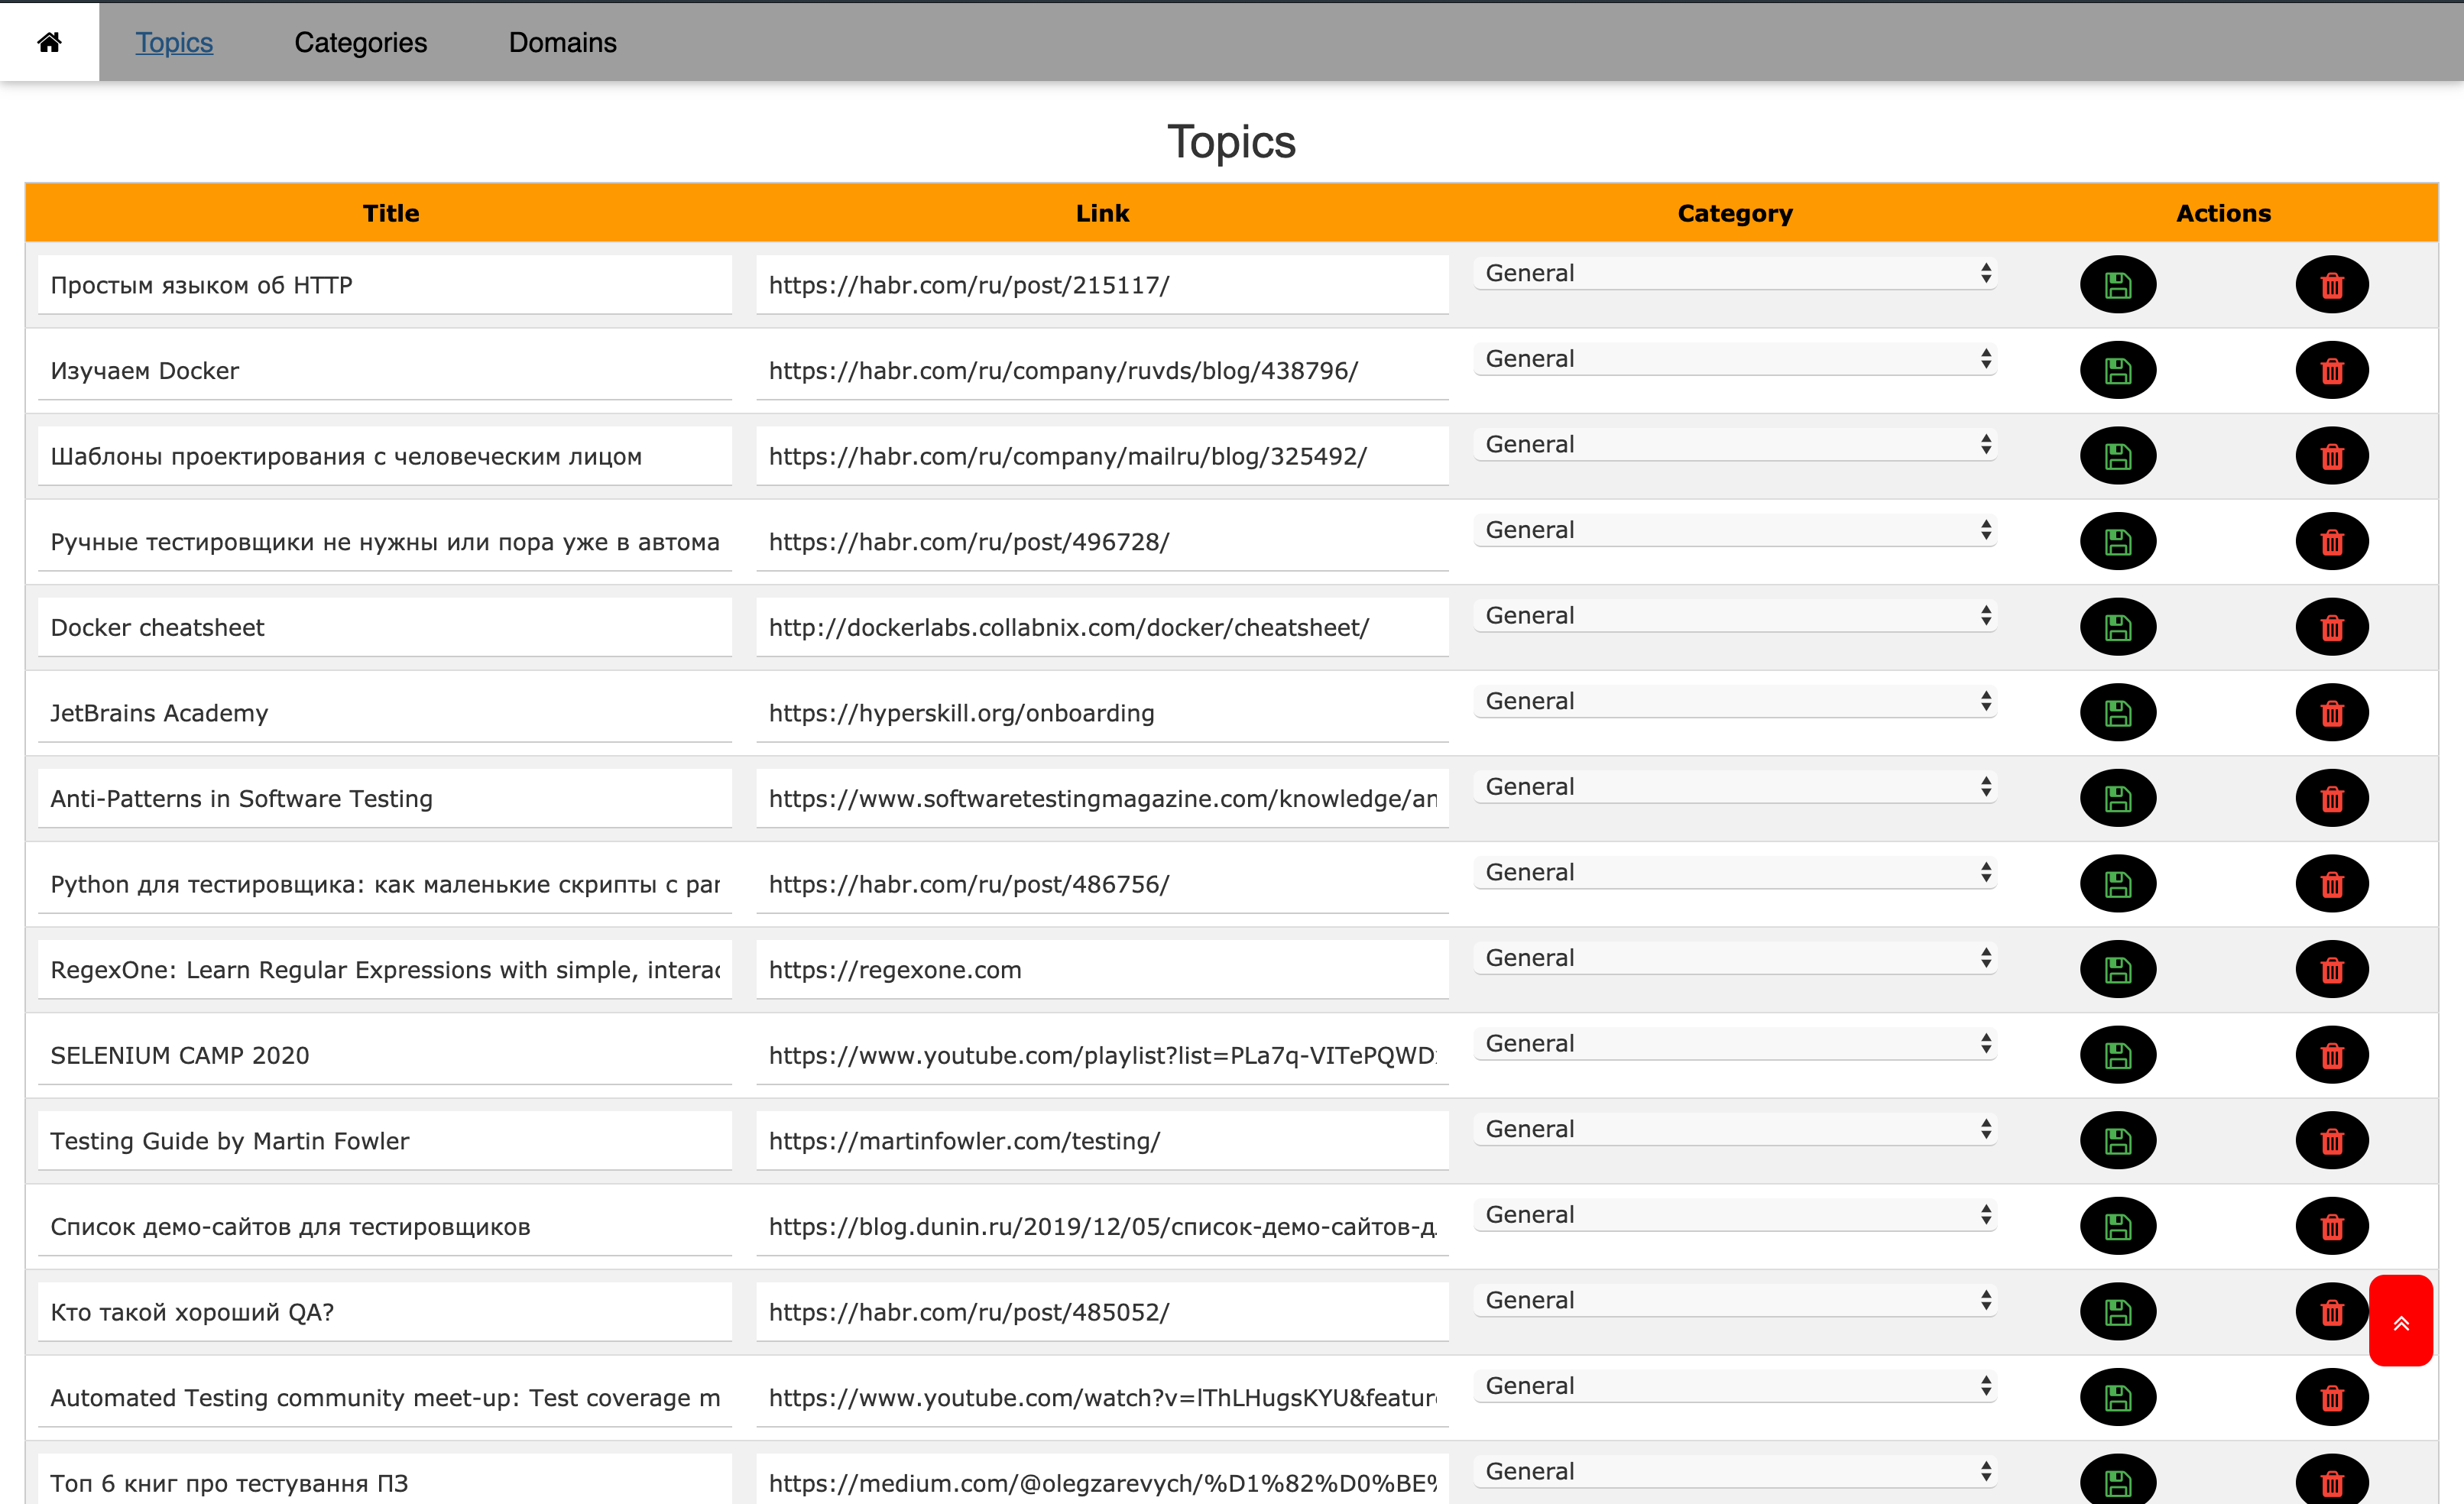 Topics Categories Domains
Topics
Title Link Category Actions
Простым языком об HTTP https://habr.com/ru/post/215117/ General
Изучаем Docker https://habr.com/ru/company/ruvds/blog/438796/ General
Шаблоны проектирования с человеческим лицом https://habr.com/ru/company/mailru/blog/325492/ General
Ручные тестировщики не нужны или пора уже в автома https://habr.com/ru/post/496728/ General
Docker cheatsheet http://dockerlabs.collabnix.com/docker/cheatsheet/ General
JetBrains Academy https://hyperskill.org/onboarding General
Anti-Patterns in Software Testing https://www.softwaretestingmagazine.com/knowledge/an General
Python для тестировщика: как маленькие скрипты с pan https://habr.com/ru/post/486756/ General
RegexOne: Learn Regular Expressions with simple, interac https://regexone.com General
SELENIUM CAMP 2020 https://www.youtube.com/playlist?list=PLa7q-VITePQWD General
Testing Guide by Martin Fowler https://martinfowler.com/testing/ General
Список демо-сайтов для тестировщиков https://blog.dunin.ru/2019/12/05/список-демо-сайтов-д General
Кто такой хороший QA? https://habr.com/ru/post/485052/ General
Automated Testing community meet-up: Test coverage m https://www.youtube.com/watch?v=lThLHugsKYU&feature General
Топ 6 книг про тестування ПЗ https://medium.com/@olegzarevych/%D1%82%D0%BE% General